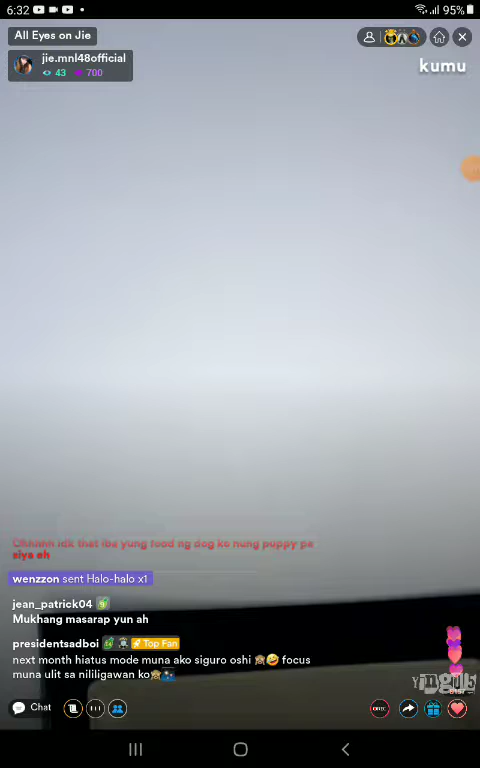 6:32
95%
All Eyes on Jie
jie.mnl48official
43 700
kumu
Ohhhhh idk that iba yung food ng dog ko nung puppy pa
siya eh
wenzzon sent Halo-halo x1
jean_patrick04
Mukhang masarap yun ah
presidentsadboi Top Fan
next month hiatus mode muna ako siguro oshi 🙈🤣 focus
muna ulit sa nililigawan ko🙈
Chat